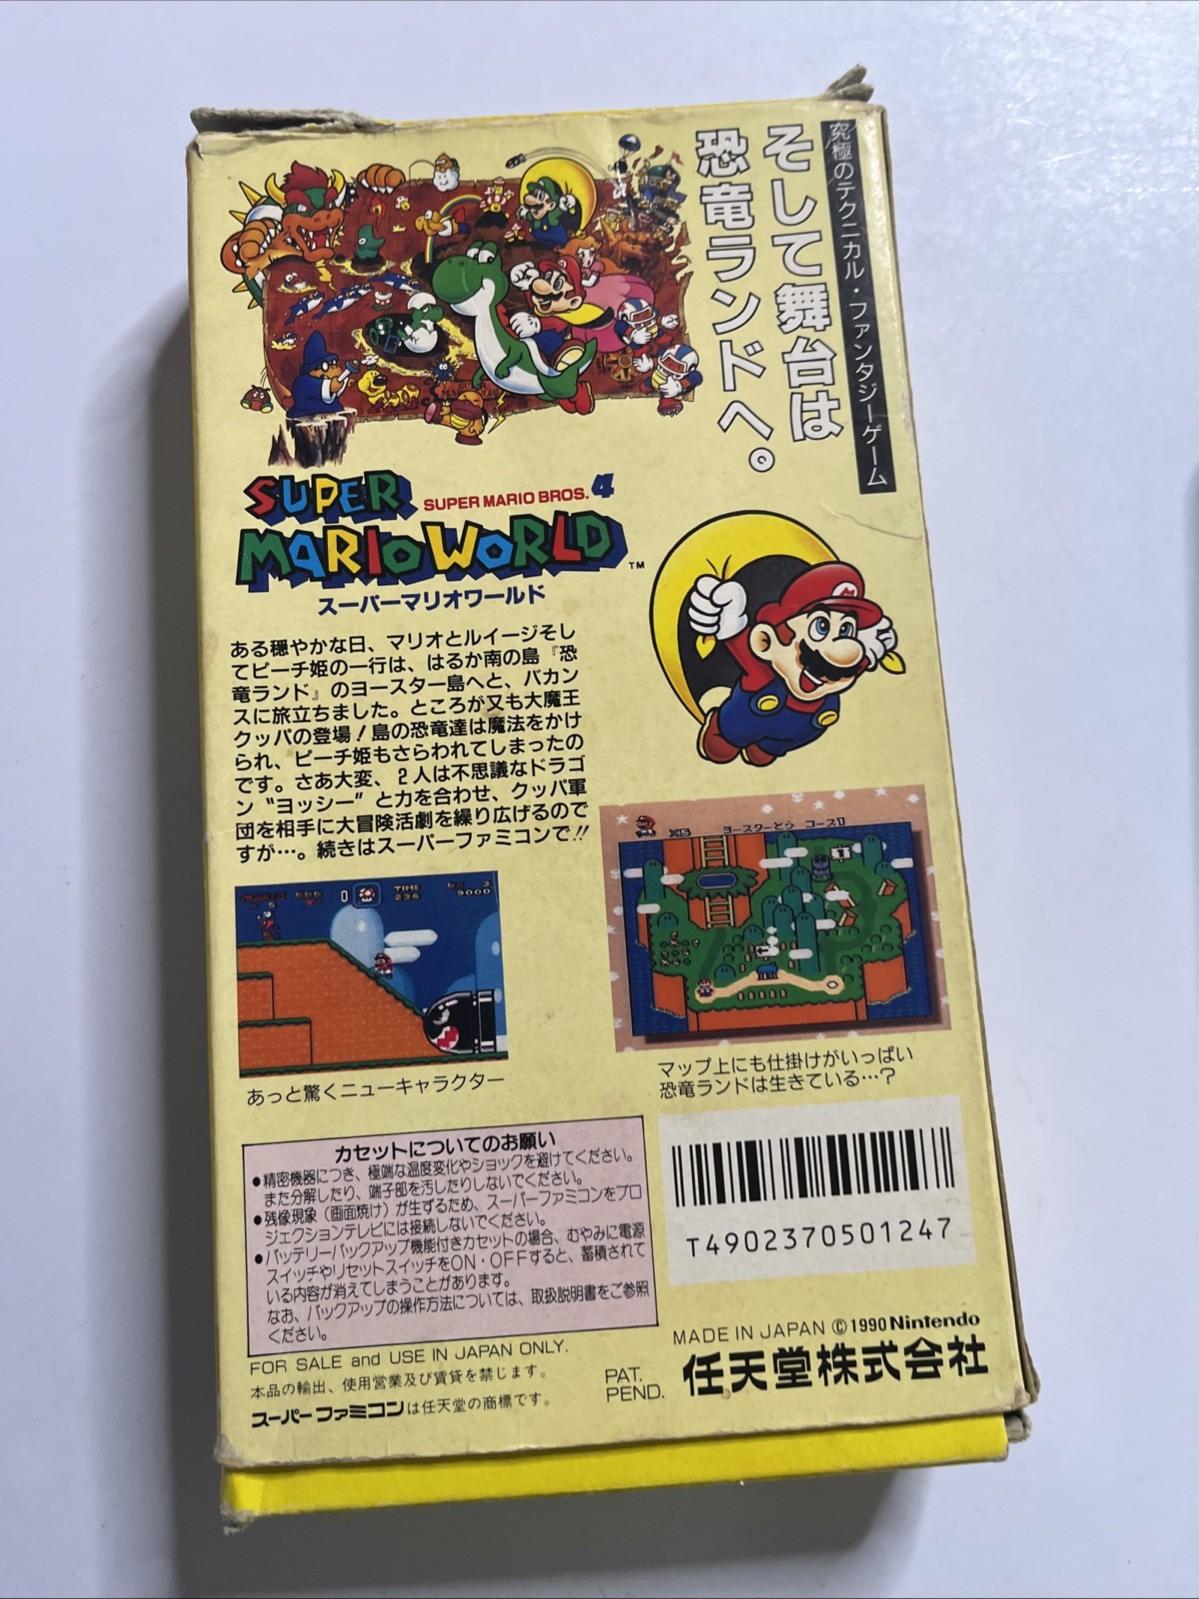 究極のテクニカル・ファンタジーゲーム
そして舞台は
恐竜ランドへ。
SUPER
SUPER MARIO BROS. 4
MARIO WORLD
TM
スーパーマリオワールド
ある穏やかな日、マリオとルイージそし
てピーチ姫の一行は、はるか南の島『恐
竜ランド』のヨースター島へと、バカン
スに旅立ちました。ところが又も大魔王
クッパの登場！島の恐竜達は魔法をかけ
られ、ピーチ姫もさらわれてしまったの
です。さあ大変、2人は不思議なドラゴ
ン“ヨッシー”と力を合わせ、クッパ軍
団を相手に大冒険活劇を繰り広げるので
すが…。続きはスーパーファミコンで!!
0
TIME
236
3
9000
5
あっと驚くニューキャラクター
X5
ヨースターとう コース1
マップ上にも仕掛けがいっぱい
恐竜ランドは生きている…？
カセットについてのお願い
●精密機器につき、極端な温度変化やショックを避けてください。
また分解したり、端子部を汚したりしないでください。
●残像現象（画面焼け）が生ずるため、スーパーファミコンをプロ
ジェクションテレビには接続しないでください。
●バッテリーバックアップ機能付きカセットの場合、むやみに電源
スイッチやリセットスイッチをON・OFFすると、蓄積されて
いる内容が消えてしまうことがあります。
なお、バックアップの操作方法については、取扱説明書をご参照
ください。
T4902370501247
FOR SALE and USE IN JAPAN ONLY.
本品の輸出、使用営業及び賃貸を禁じます。
スーパーファミコンは任天堂の商標です。
PAT.
PEND.
MADE IN JAPAN ©1990 Nintendo
任天堂株式会社